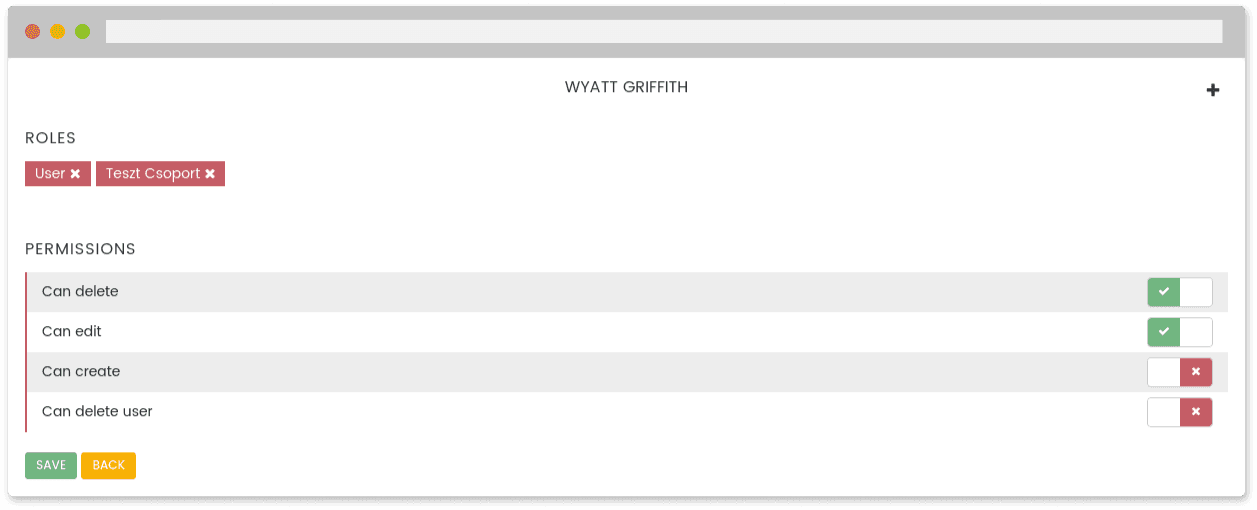 WYATT GRIFFITH
ROLES
User Teszt Csoport
PERMISSIONS
Can delete
Can edit
Can create
Can delete user
SAVE BACK